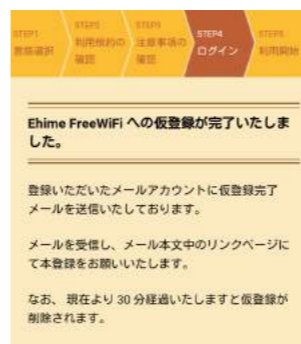 STEP1
言語選択
STEP2
利用規約の
確認
STEP3
注意事項の
確認
STEP4
ログイン
STEP5
利用開始
Ehime FreeWiFi への仮登録が完了いたしま
した。
登録いただいたメールアカウントに仮登録完了
メールを送信いたしております。
メールを受信し、メール本文中のリンクページに
て本登録をお願いいたします。
なお、 現在より 30 分経過いたしますと仮登録が
削除されます。